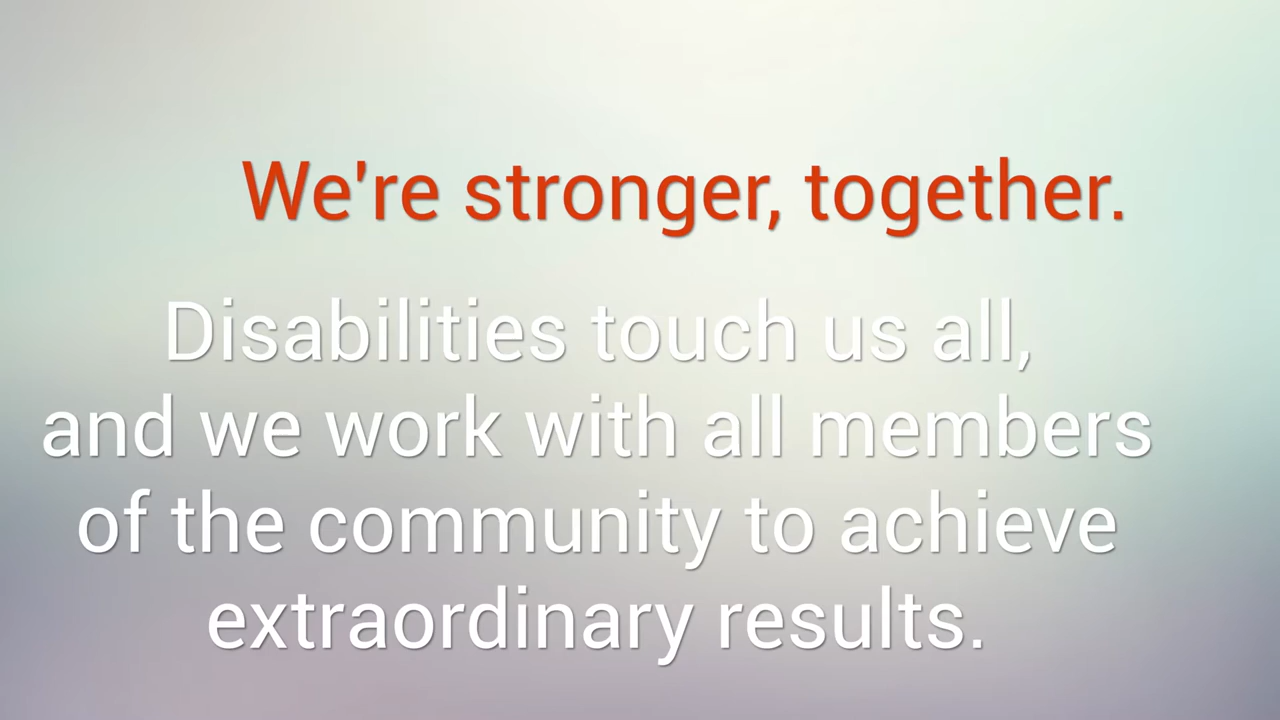 We're stronger, together.
Disabilities touch us all,
and we work with all members
of the community to achieve
extraordinary results.